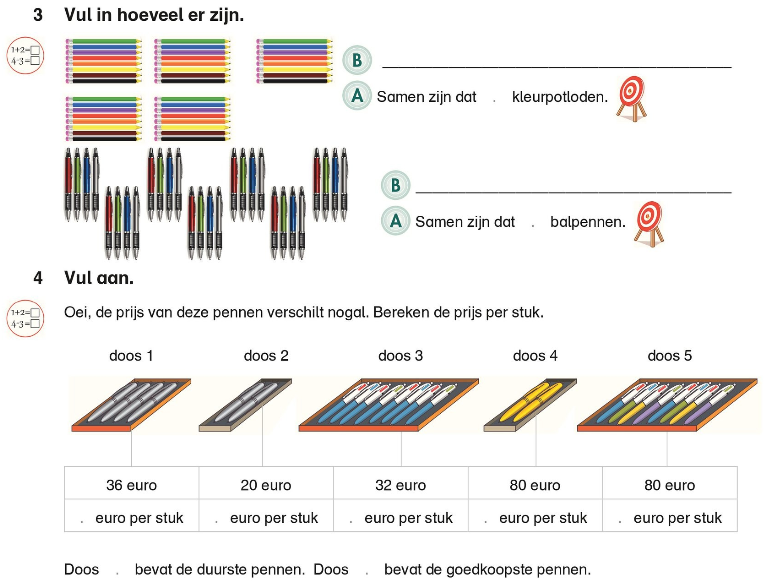 3 Vul in hoeveel er zijn.
1+2=
4-3=
B
A Samen zijn dat . kleurpotloden.
B
A Samen zijn dat . balpennen.
4 Vul aan.
1+2=
4-3=
Oei, de prijs van deze pennen verschilt nogal. Bereken de prijs per stuk.
doos 1 doos 2 doos 3 doos 4 doos 5
36 euro 20 euro 32 euro 80 euro 80 euro
. euro per stuk . euro per stuk . euro per stuk . euro per stuk . euro per stuk
Doos . bevat de duurste pennen. Doos . bevat de goedkoopste pennen.